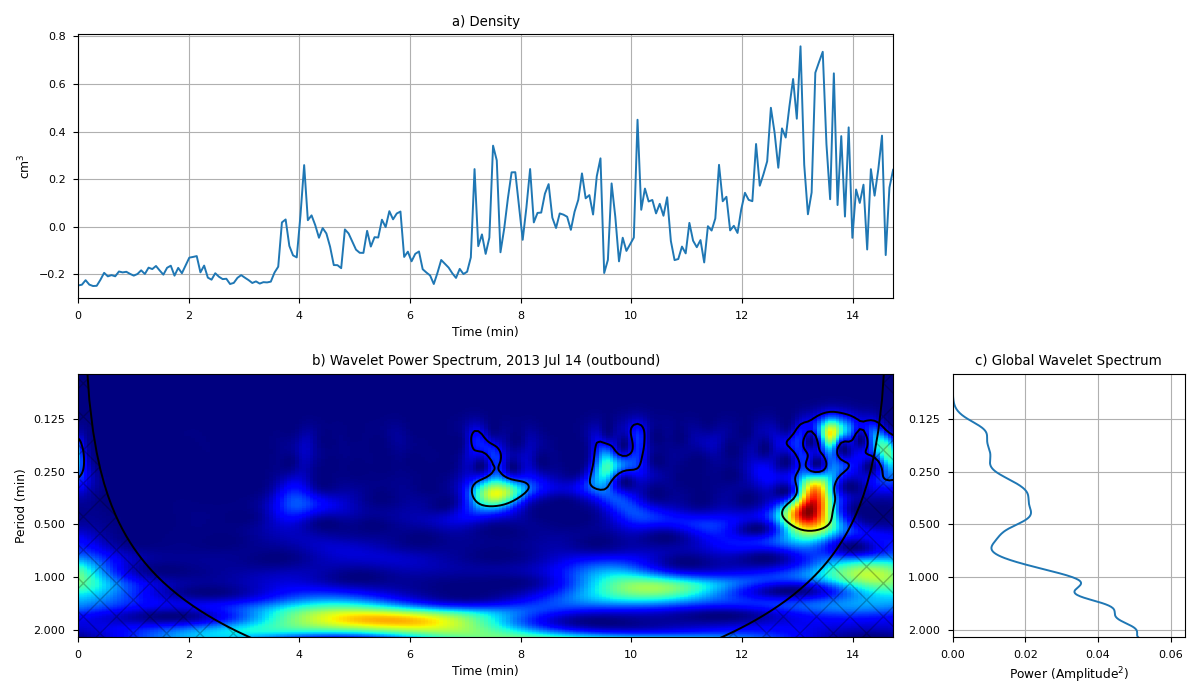 a) Density
cm³
0.8
0.6
0.4
0.2
0.0
−0.2
0 2 4 6 8 10 12 14
Time (min)
b) Wavelet Power Spectrum, 2013 Jul 14 (outbound)
Period (min)
0.125
0.250
0.500
1.000
2.000
0 2 4 6 8 10 12 14
Time (min)
c) Global Wavelet Spectrum
0.125
0.250
0.500
1.000
2.000
0.00 0.02 0.04 0.06
Power (Amplitude²)